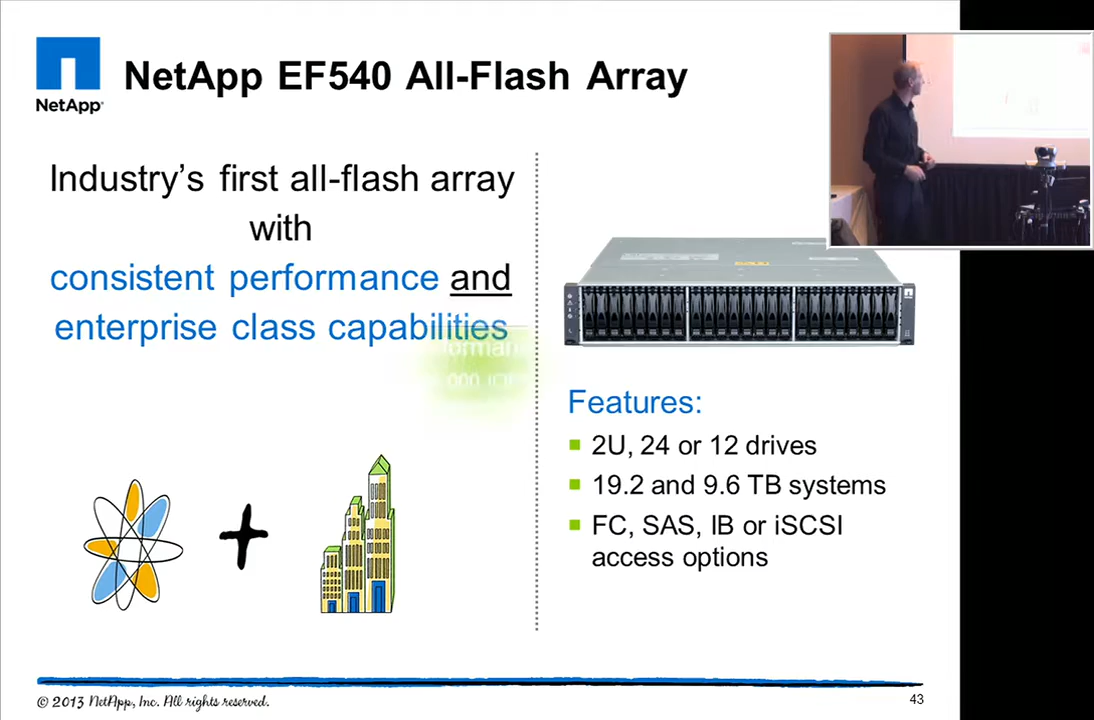 NetApp
NetApp EF540 All-Flash Array
Industry's first all-flash array
with
consistent performance and
enterprise class capabilities
Features:
2U, 24 or 12 drives
19.2 and 9.6 TB systems
FC, SAS, IB or iSCSI
access options
© 2013 NetApp, Inc. All rights reserved.
43